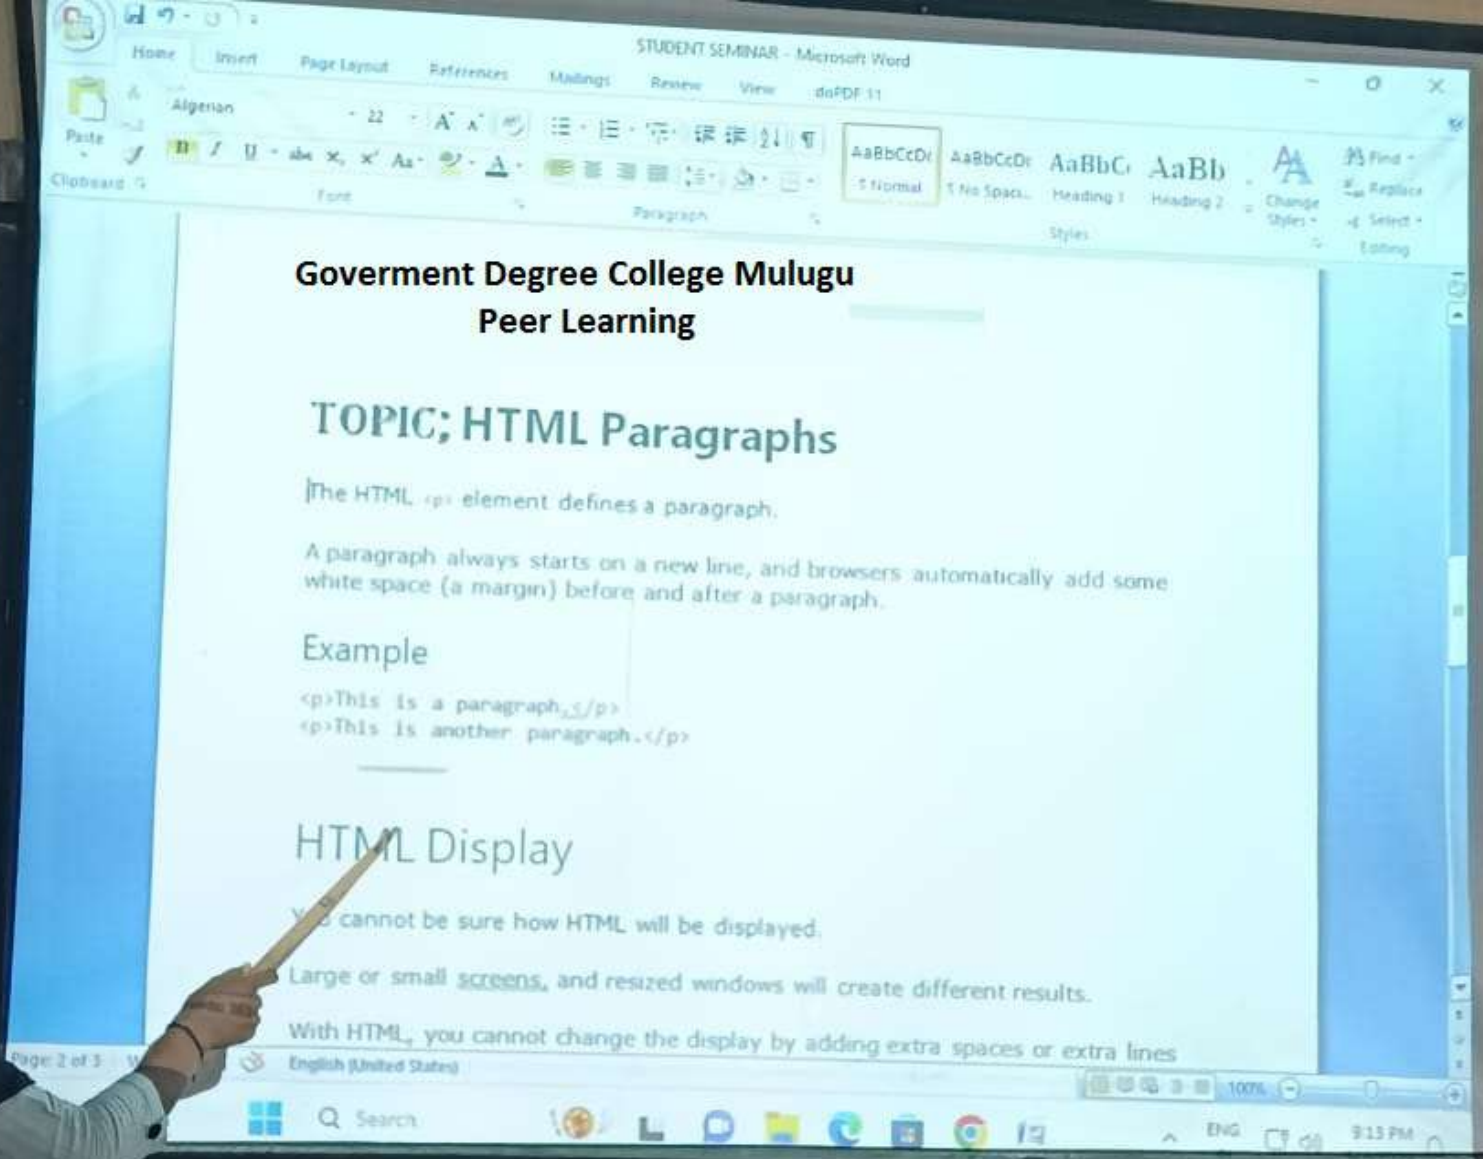 STUDENT SEMINAR - Microsoft Word
Home Insert Page Layout References Mailings Review View doPDF 11
Paste
Clipboard
Algerian 22
Font
Paragraph
AaBbCcDc AaBbCcDc AaBbC AaBb
¶ Normal ¶ No Spaci... Heading 1 Heading 2
Change
Styles
Styles
Find
Replace
Select
Editing
Goverment Degree College Mulugu
Peer Learning
TOPIC; HTML Paragraphs
The HTML <p> element defines a paragraph.
A paragraph always starts on a new line, and browsers automatically add some
white space (a margin) before and after a paragraph.
Example
<p>This is a paragraph.</p>
<p>This is another paragraph.</p>
HTML Display
cannot be sure how HTML will be displayed.
Large or small screens, and resized windows will create different results.
With HTML, you cannot change the display by adding extra spaces or extra lines
Page: 2 of 3
English (United States)
100%
Search
ENG
9:13 PM